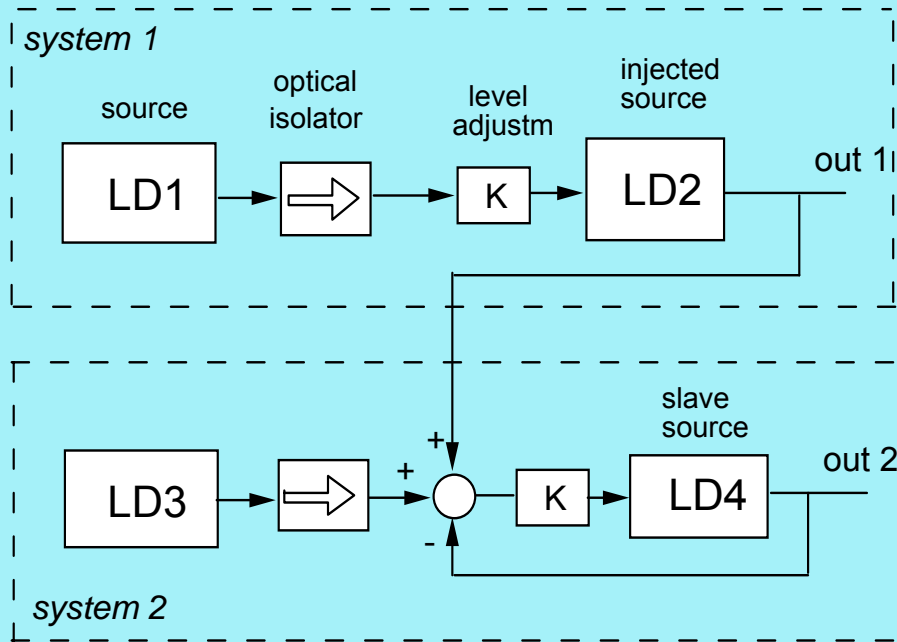 system 1
source
optical
isolator
level
adjustm
injected
source
LD1
K
LD2
out 1
system 2
slave
source
LD3
+
+
-
K
LD4
out 2